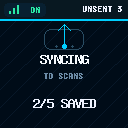 ON UNSENT 3
SYNCING
TO SCANS
2/5 SAVED